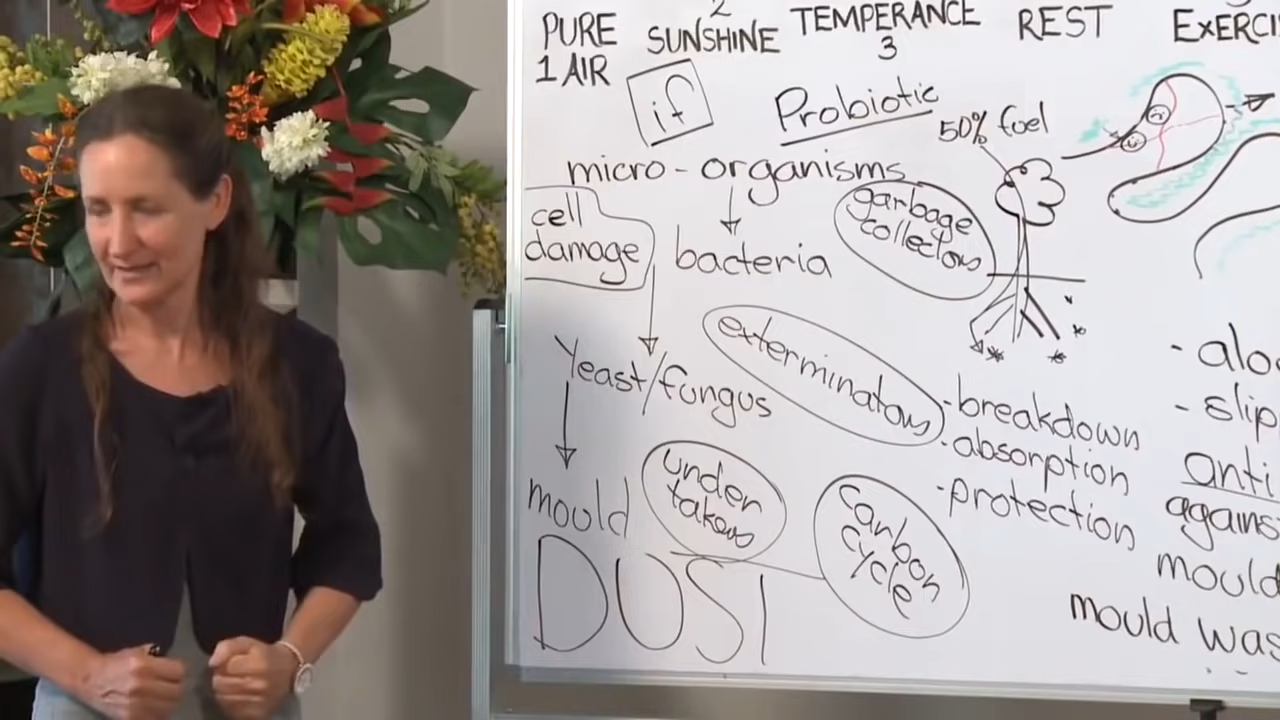 PURE
1 AIR
2
SUNSHINE
TEMPERANCE
3
REST
EXERCI
if
Probiotic
50% fuel
micro-organisms
cell
damage
bacteria
garbage
collectors
Yeast/fungus
exterminators
-breakdown
-absorption
-protection
mould
under
takers
carbon
cycle
DUST
- aloe
- slip
anti
agains
mould
mould was